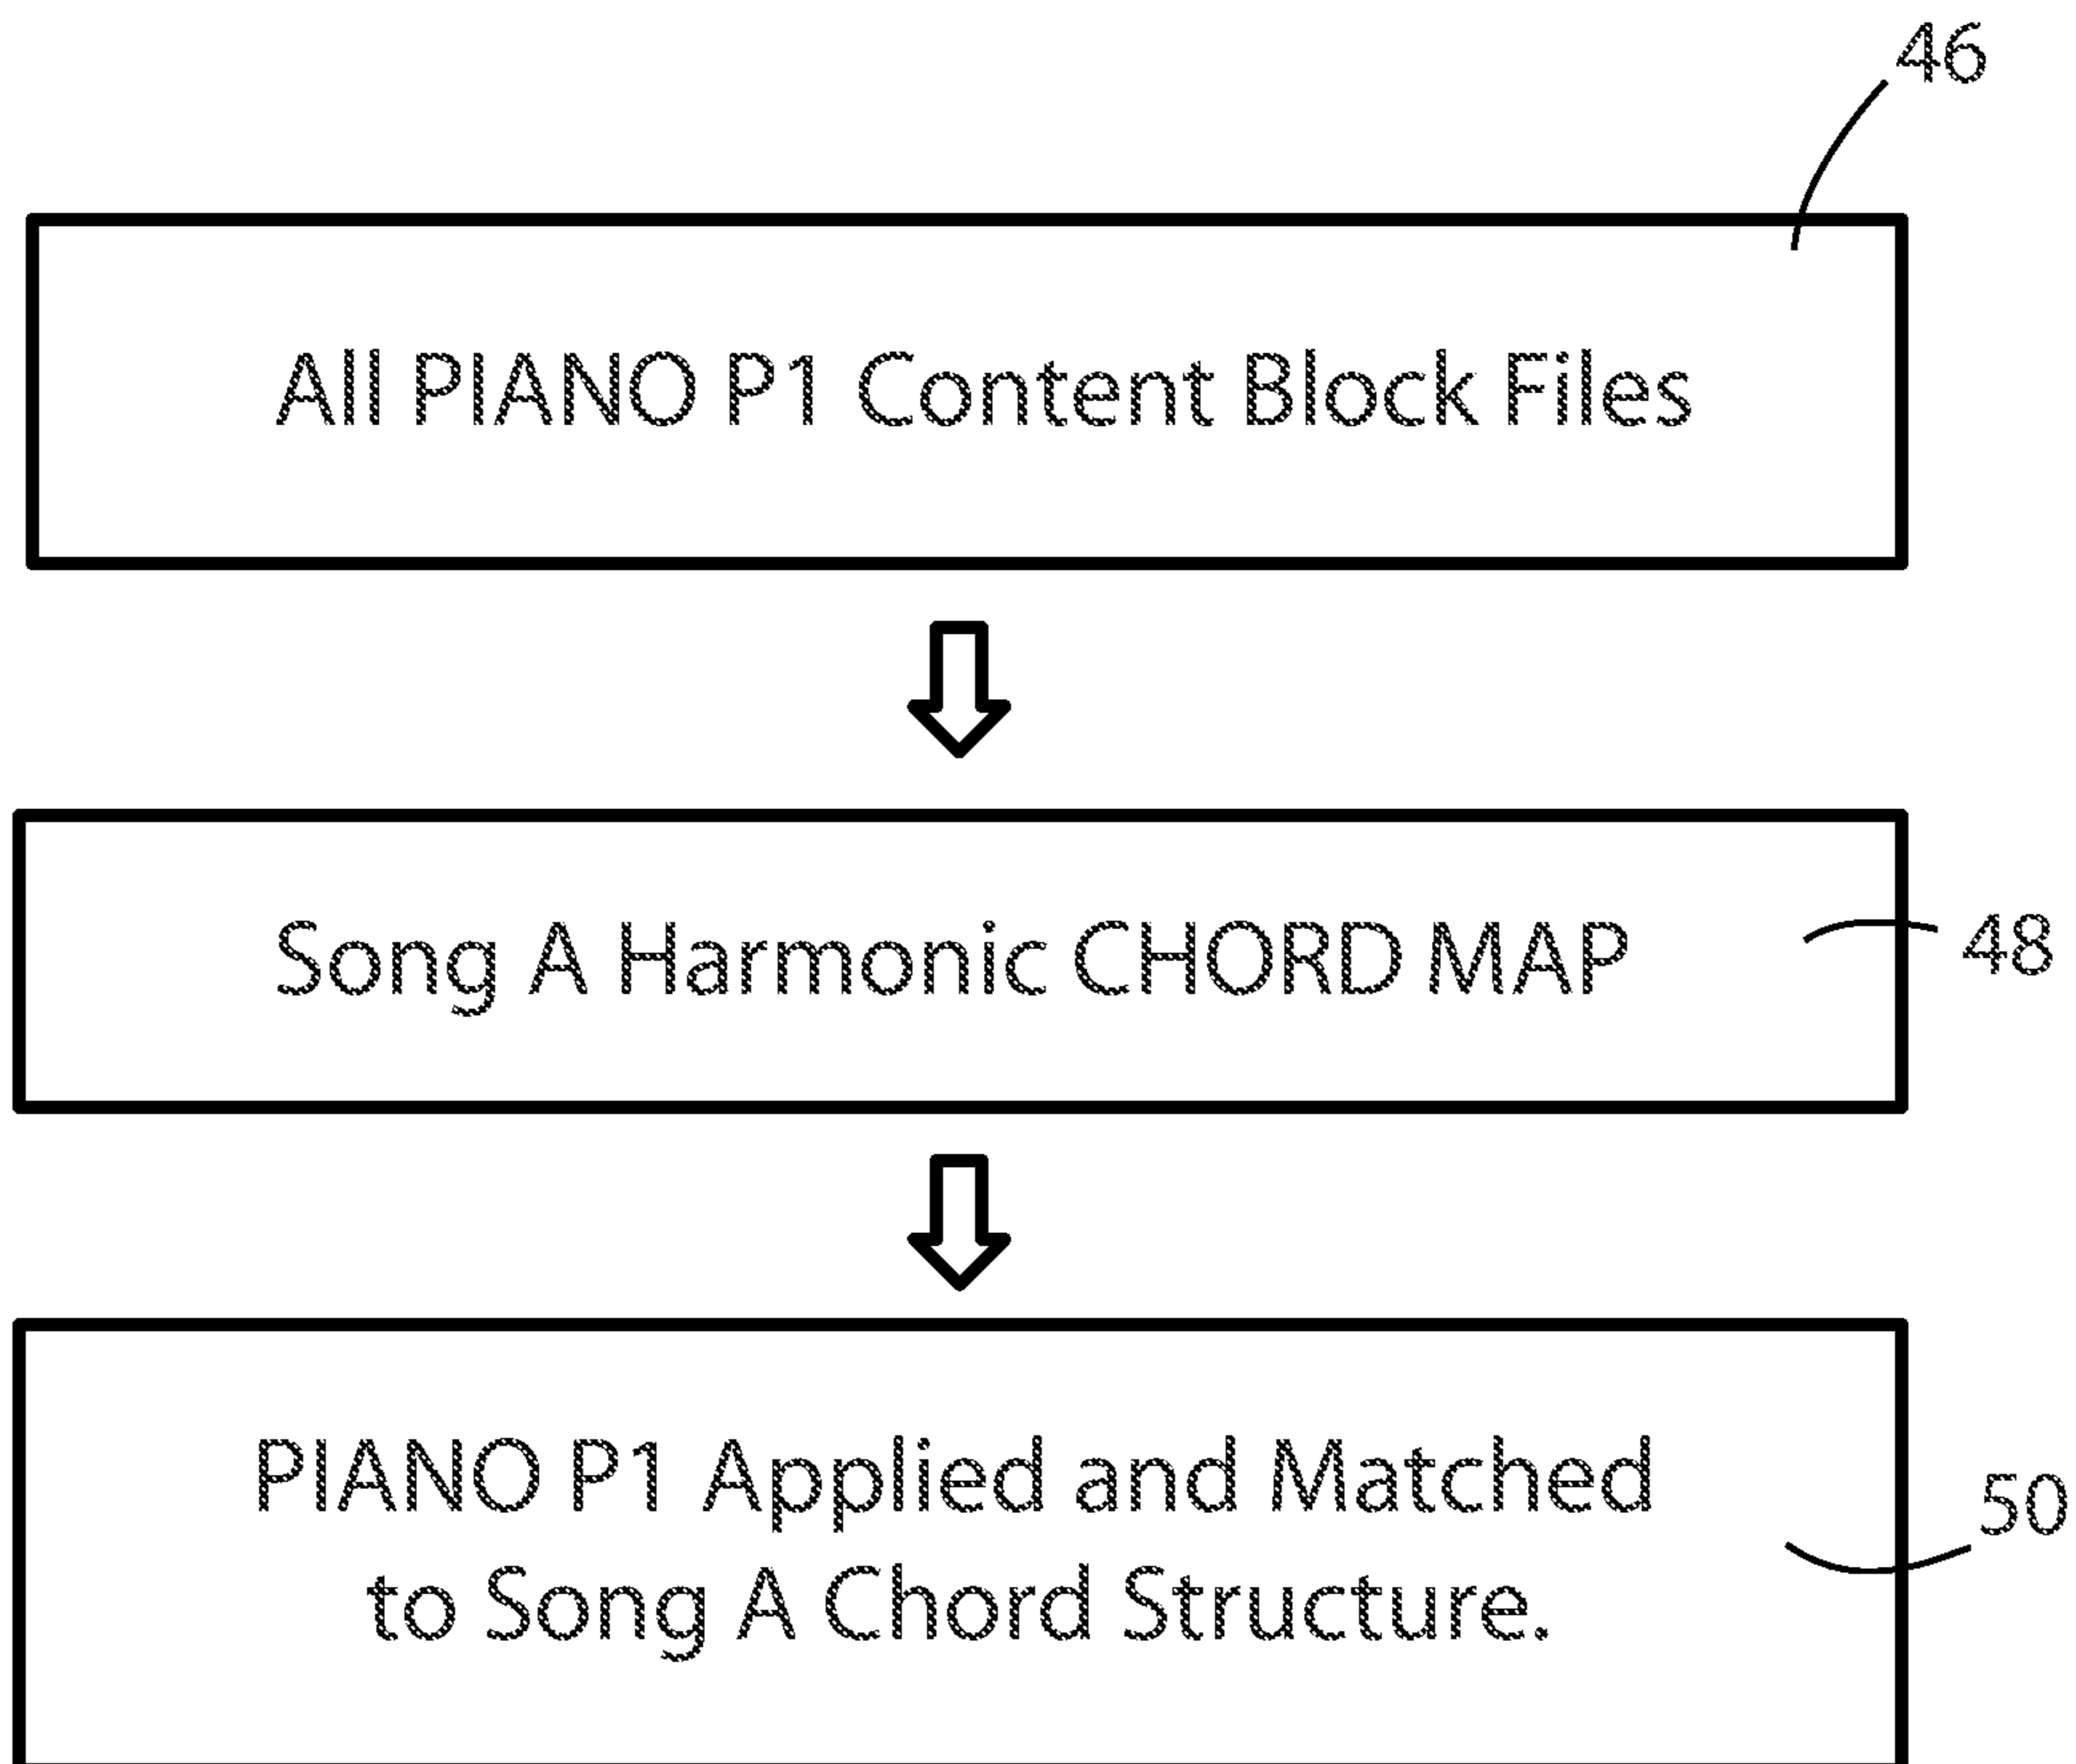 46
All PIANO P1 Content Block Files
Song A Harmonic CHORD MAP
48
PIANO P1 Applied and Matched
to Song A Chord Structure.
50